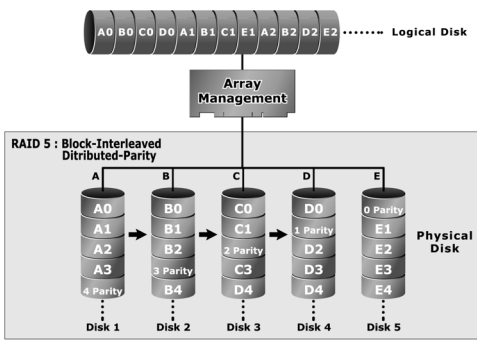 A0 B0 C0 D0 A1 B1 C1 E1 A2 B2 D2 E2 Logical Disk
Array
Management
RAID 5 : Block-Interleaved
Ditributed-Parity
A B C D E
A0 B0 C0 D0 0 Parity
A1 B1 C1 1 Parity E1
A2 B2 2 Parity D2 E2
A3 3 Parity C3 D3 E3
4 Parity B4 D4 D4 E4
Physical
Disk
Disk 1 Disk 2 Disk 3 Disk 4 Disk 5